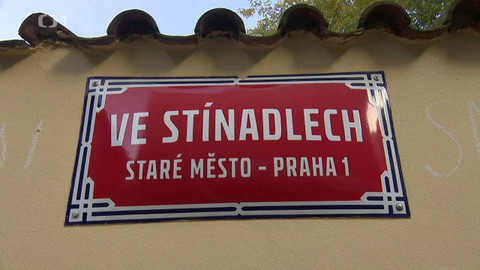 VE STÍNADLECH
STARÉ MĚSTO - PRAHA 1